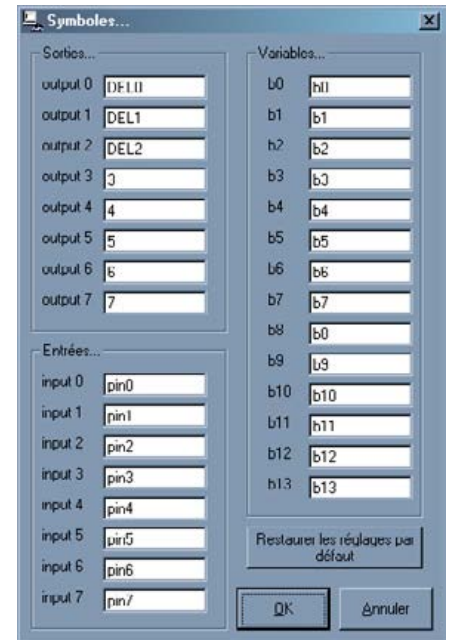 Symboles...
Sorties...
output 0 DEL0
output 1 DEL1
output 2 DEL2
output 3 3
output 4 4
output 5 5
output 6 6
output 7 7
Entrées...
input 0 pin0
input 1 pin1
input 2 pin2
input 3 pin3
input 4 pin4
input 5 pin5
input 6 pin6
input 7 pin7
Variables...
b0 b0
b1 b1
b2 b2
b3 b3
b4 b4
b5 b5
b6 b6
b7 b7
b8 b8
b9 b9
b10 b10
b11 b11
b12 b12
b13 b13
Restaurer les réglages par
défaut
OK
Annuler